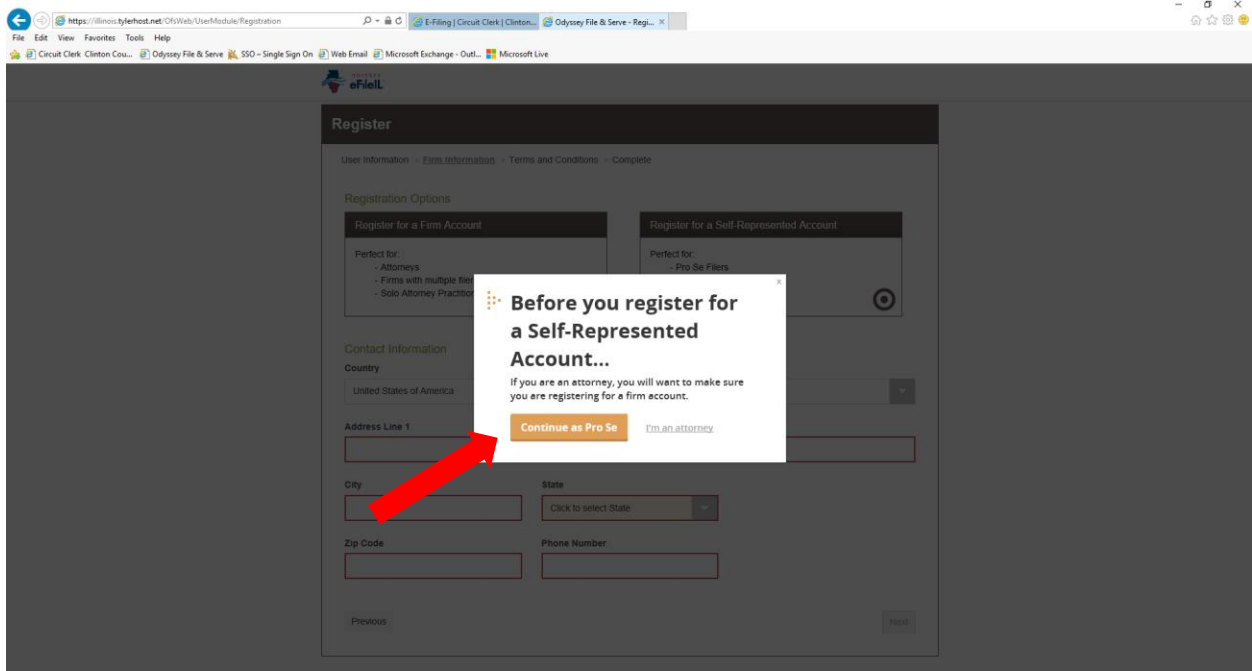 https://illinois.tylerhost.net/OfsWeb/UserModule/Registration
E-Filing | Circuit Clerk | Clinton...
Odyssey File & Serve - Regi...
File Edit View Favorites Tools Help
Circuit Clerk Clinton Cou... Odyssey File & Serve SSO – Single Sign On Web Email Microsoft Exchange - Outl... Microsoft Live
eFileIL
Register
User Information Firm Information Terms and Conditions Complete
Registration Options
Register for a Firm Account
Perfect for:
- Attorneys
- Firms with multiple filer
- Solo Attorney Practition
Register for a Self-Represented Account
Perfect for:
- Pro Se Filers
x
Before you register for
a Self-Represented
Account...
If you are an attorney, you will want to make sure
you are registering for a firm account.
Continue as Pro Se I'm an attorney
Contact Information
Country
United States of America
Address Line 1
City State
Click to select State
Zip Code Phone Number
Previous Next